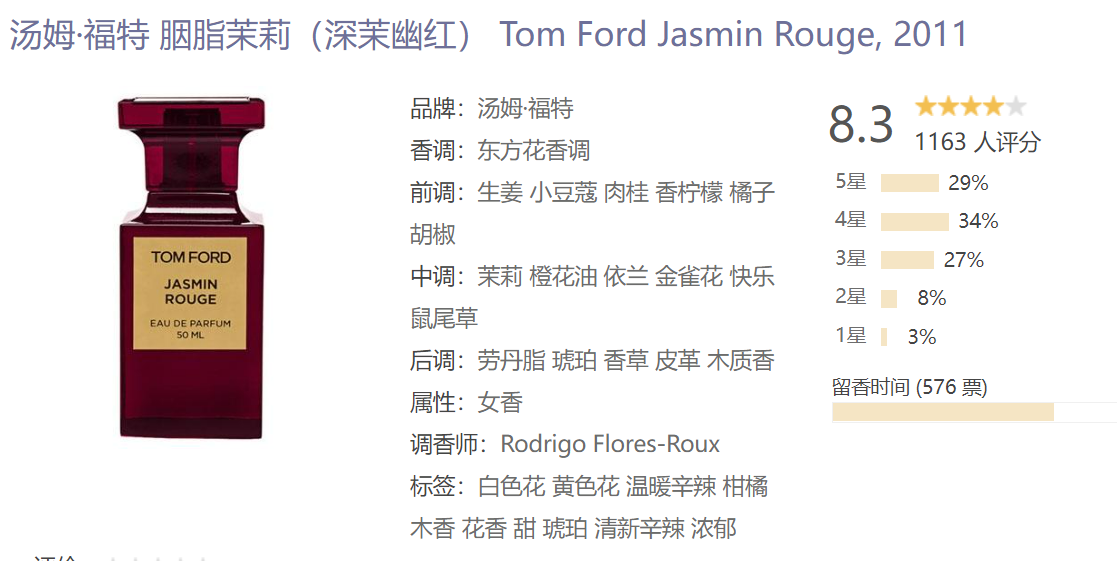 汤姆·福特 胭脂茉莉（深茉幽红） Tom Ford Jasmin Rouge, 2011
TOM FORD
JASMIN
ROUGE
EAU DE PARFUM
50 ML
品牌：汤姆·福特
香调：东方花香调
前调：生姜 小豆蔻 肉桂 香柠檬 橘子
胡椒
中调：茉莉 橙花油 依兰 金雀花 快乐
鼠尾草
后调：劳丹脂 琥珀 香草 皮革 木质香
属性：女香
调香师：Rodrigo Flores-Roux
标签：白色花 黄色花 温暖辛辣 柑橘
木香 花香 甜 琥珀 清新辛辣 浓郁
8.3
1163 人评分
5星 29%
4星 34%
3星 27%
2星 8%
1星 3%
留香时间 (576 票)